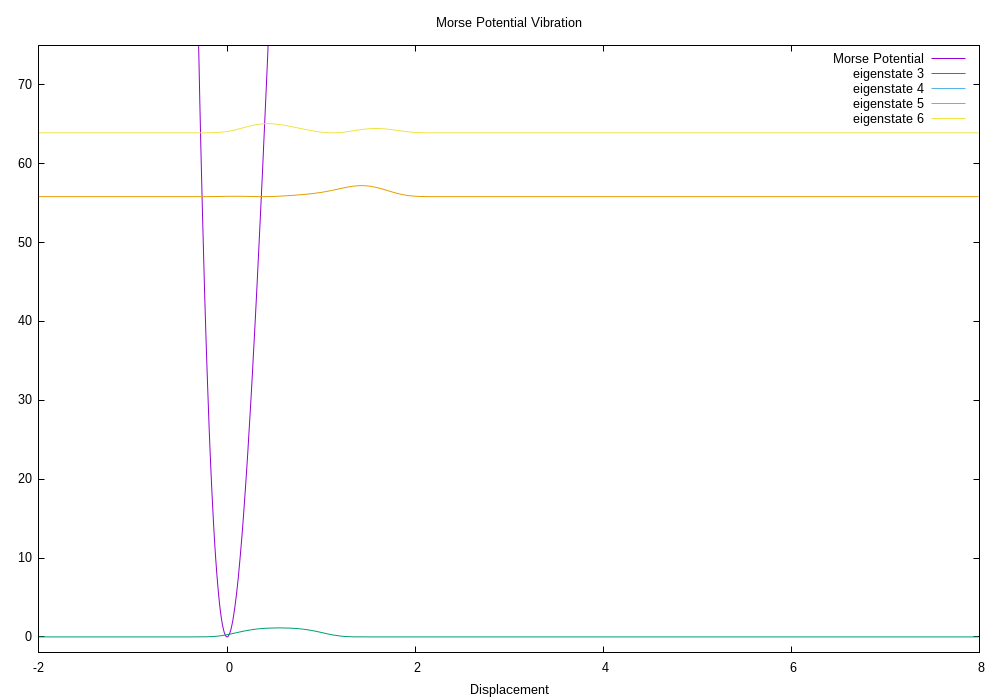 Morse Potential Vibration
Morse Potential
eigenstate 3
eigenstate 4
eigenstate 5
eigenstate 6
70
60
50
40
30
20
10
0
-2 0 2 4 6 8
Displacement